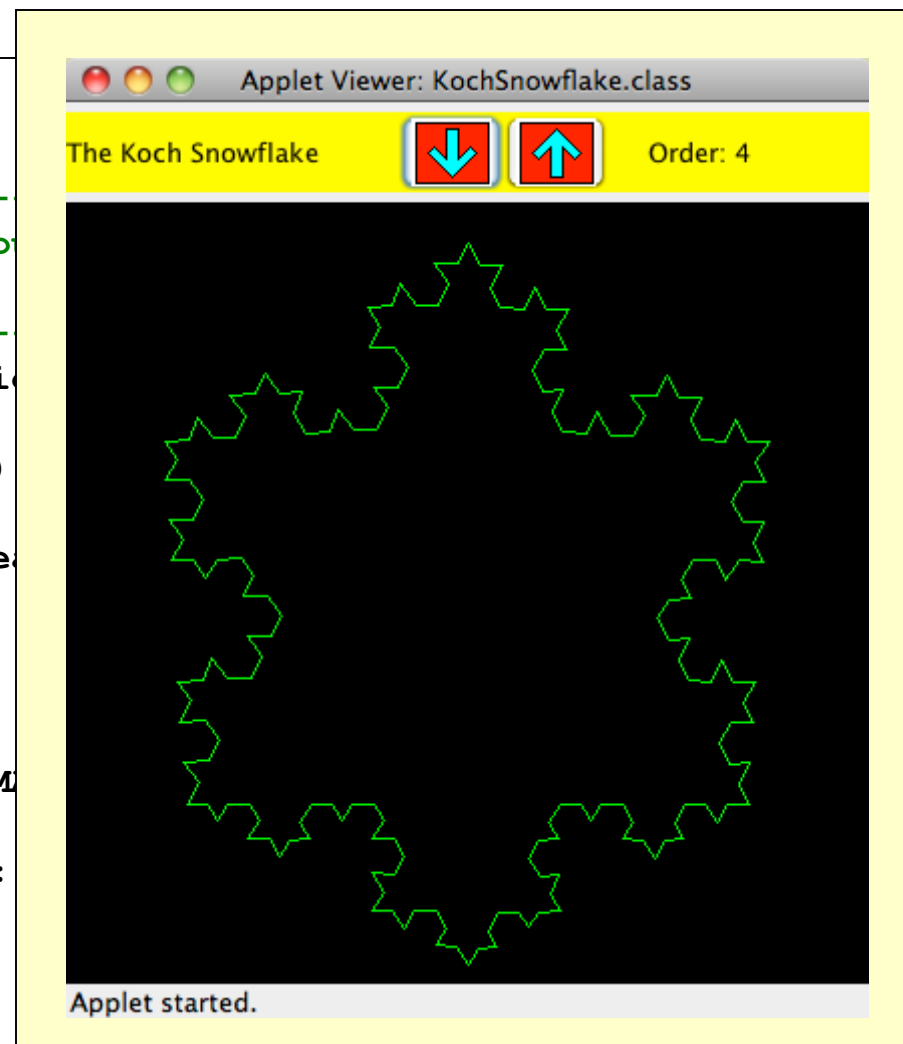 Applet Viewer: KochSnowflake.class
The Koch Snowflake
Order: 4
Applet started.